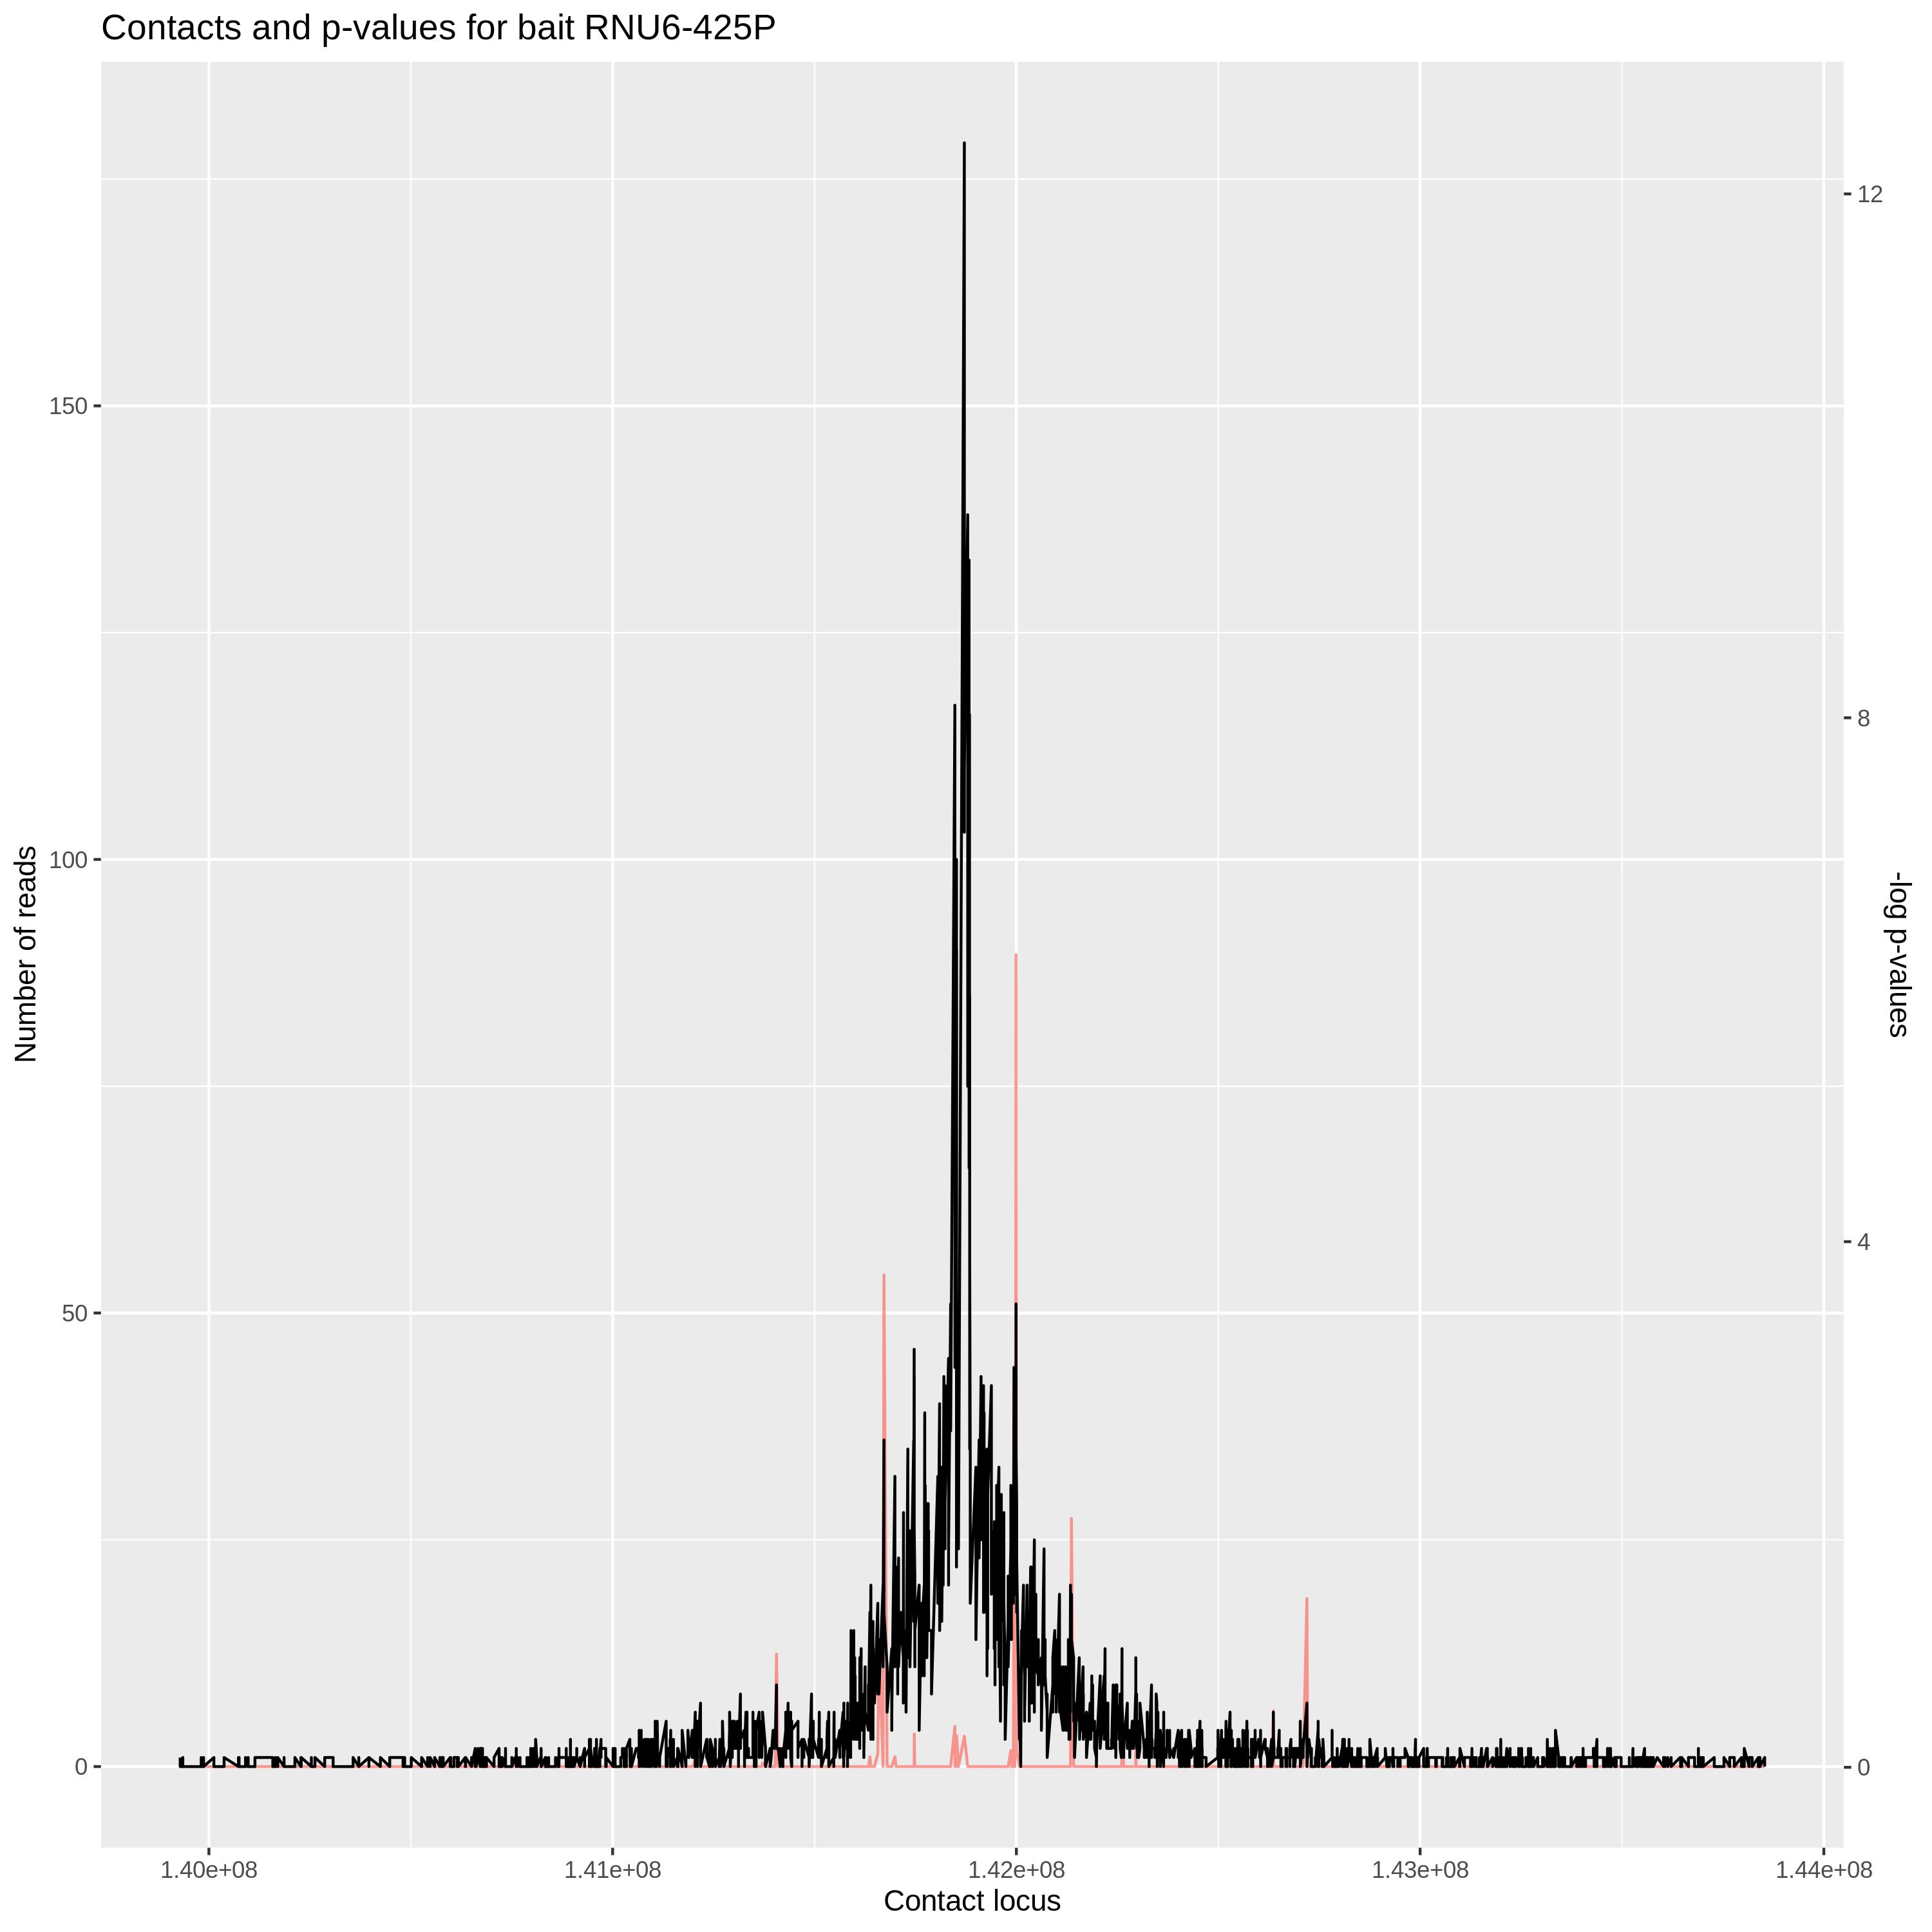 Contacts and p-values for bait RNU6-425P
12
150
8
100
Number of reads
-log p-values
4
50
0
0
1.40e+08 1.41e+08 1.42e+08 1.43e+08 1.44e+08
Contact locus